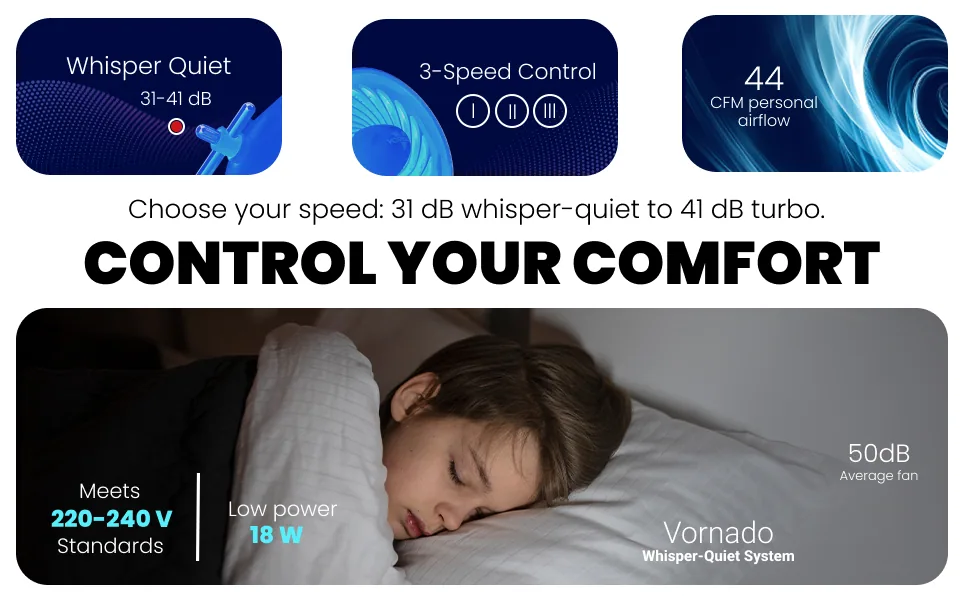 Whisper Quiet
31-41 dB
3-Speed Control
I II III
44
CFM personal
airflow
Choose your speed: 31 dB whisper-quiet to 41 dB turbo.
CONTROL YOUR COMFORT
Meets
220-240 V
Standards
Low power
18 W
50dB
Average fan
Vornado
Whisper-Quiet System